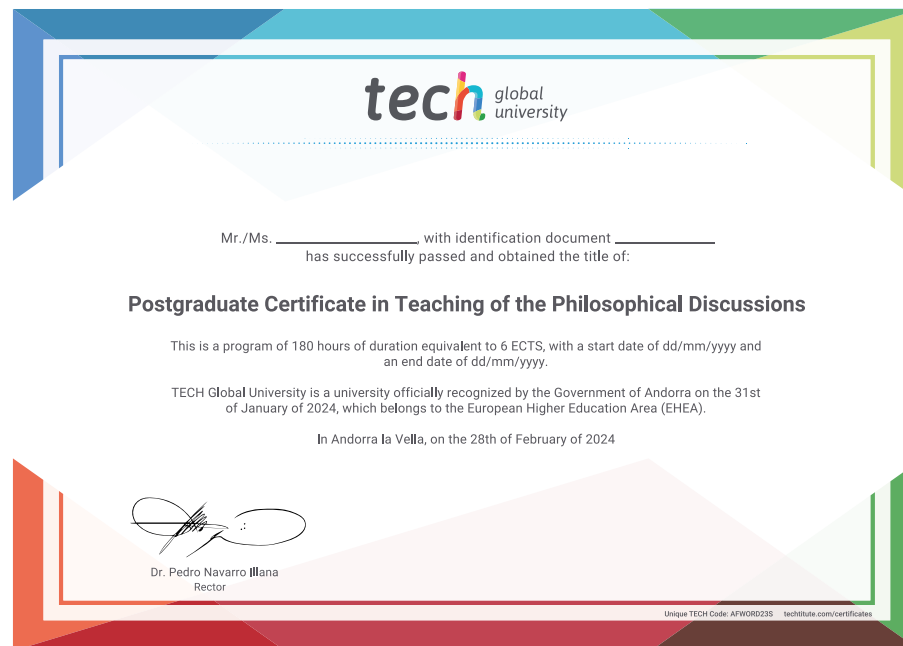 tech global university
Mr./Ms. ________________, with identification document ____________
has successfully passed and obtained the title of:
Postgraduate Certificate in Teaching of the Philosophical Discussions
This is a program of 180 hours of duration equivalent to 6 ECTS, with a start date of dd/mm/yyyy and
an end date of dd/mm/yyyy.
TECH Global University is a university officially recognized by the Government of Andorra on the 31st
of January of 2024, which belongs to the European Higher Education Area (EHEA).
In Andorra la Vella, on the 28th of February of 2024
Dr. Pedro Navarro Illana
Rector
Unique TECH Code: AFWORD23S techtitute.com/certificates